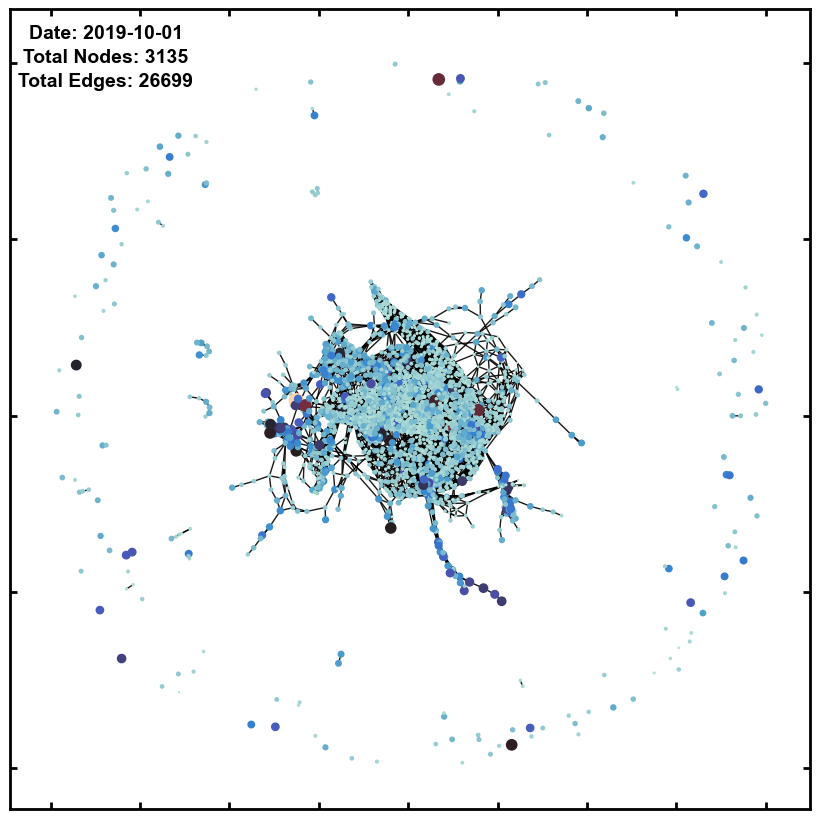 Date: 2019-10-01
Total Nodes: 3135
Total Edges: 26699